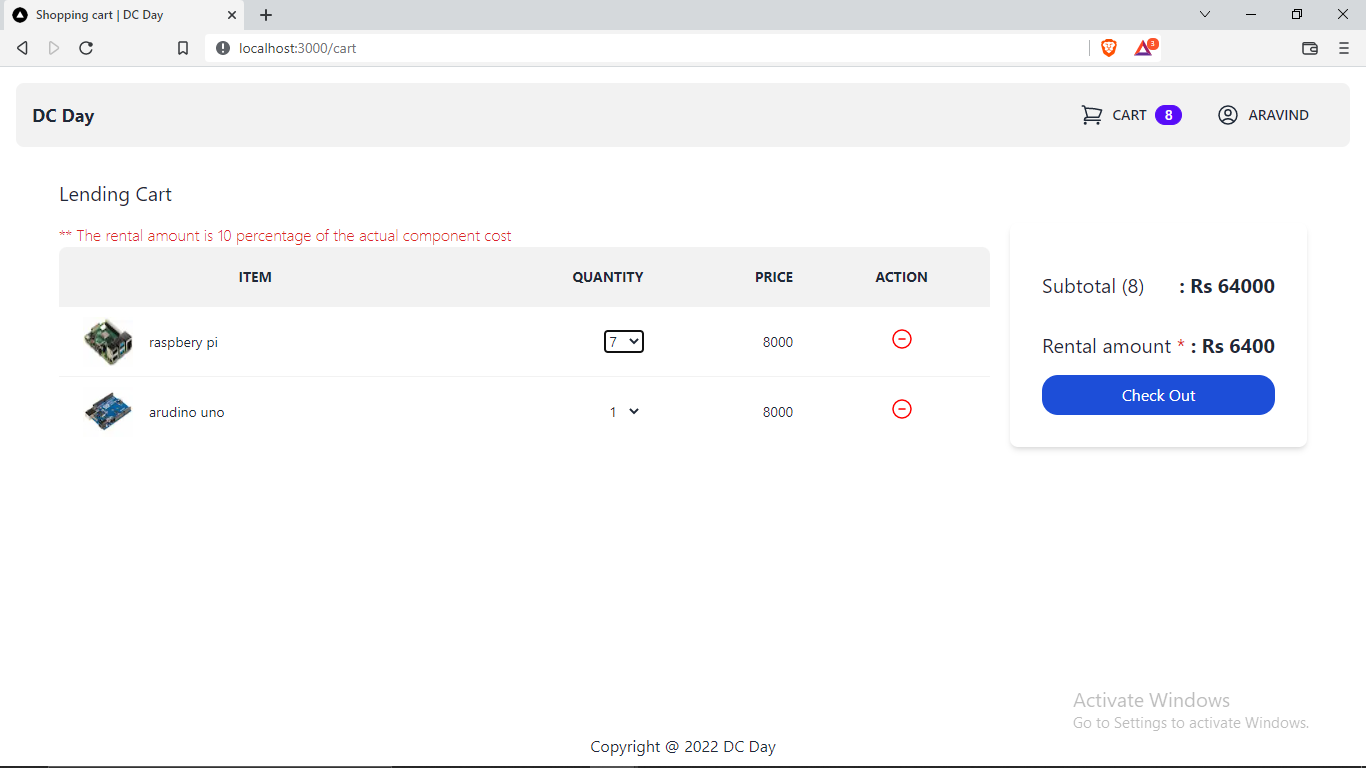 Shopping cart | DC Day
localhost:3000/cart
3
DC Day
CART 8
ARAVIND
Lending Cart
** The rental amount is 10 percentage of the actual component cost
ITEM QUANTITY PRICE ACTION
raspbery pi 7 8000
arudino uno 1 8000
Subtotal (8) : Rs 64000
Rental amount * : Rs 6400
Check Out
Activate Windows
Go to Settings to activate Windows.
Copyright @ 2022 DC Day